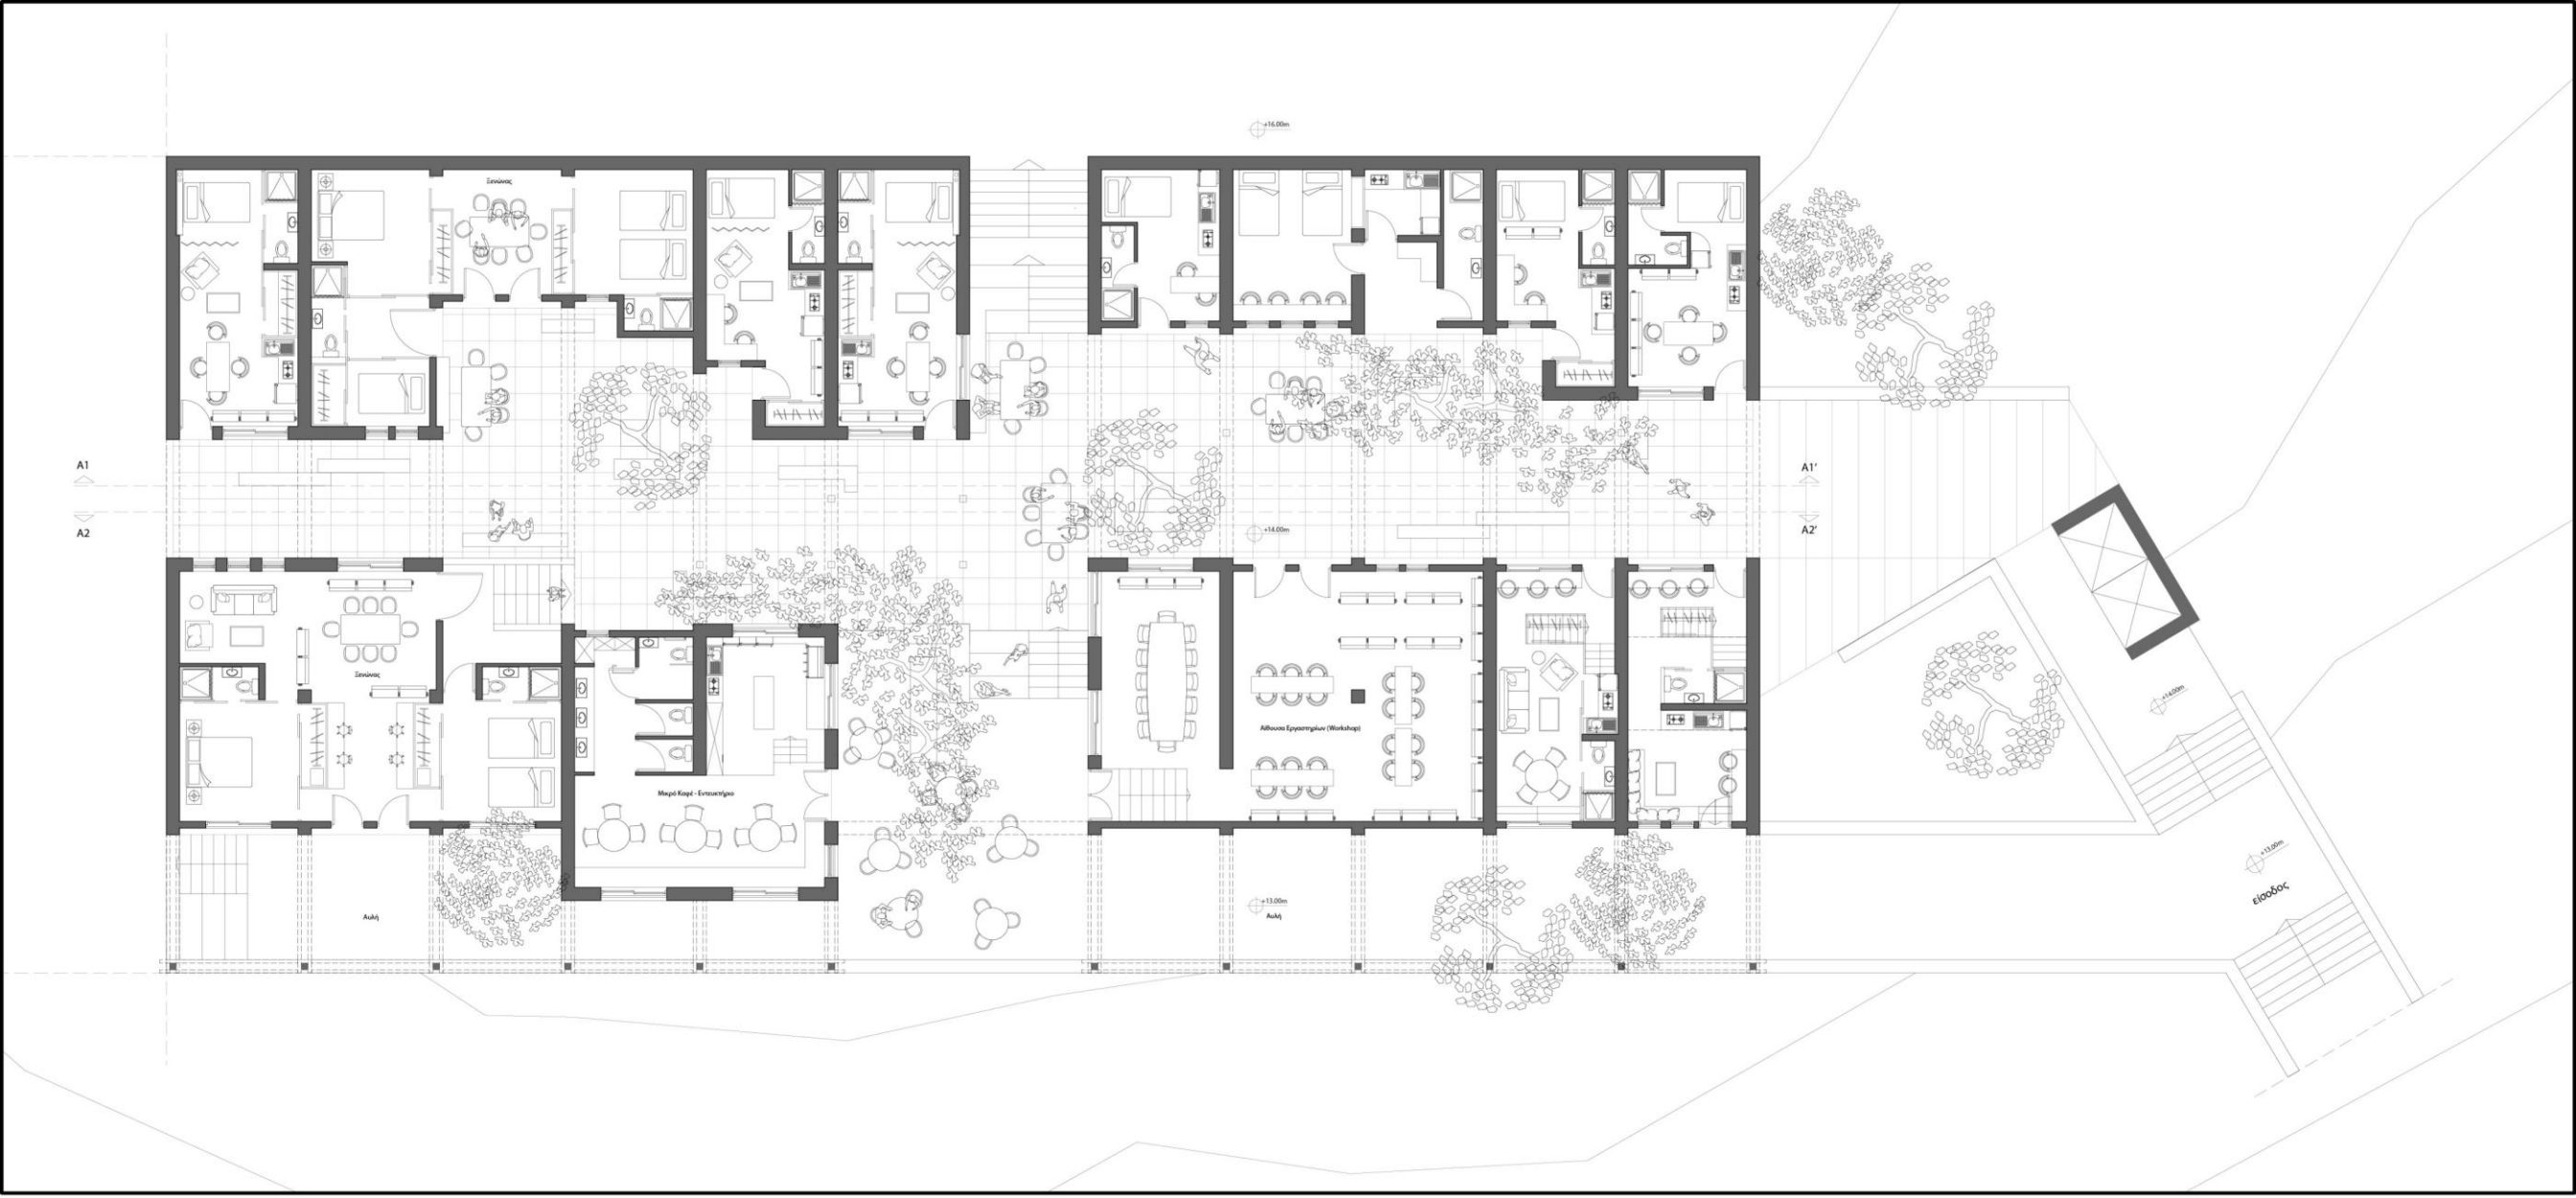 +16.00m
Ξενώνας
A1
A1'
A2
A2'
+14.00m
Ξενώνας
+14.00m
Αίθουσα Εργαστηρίων (Workshop)
Μικρό Καφέ - Εντευκτήριο
+13.00m
είσοδος
+13.00m
Αυλή
Αυλή